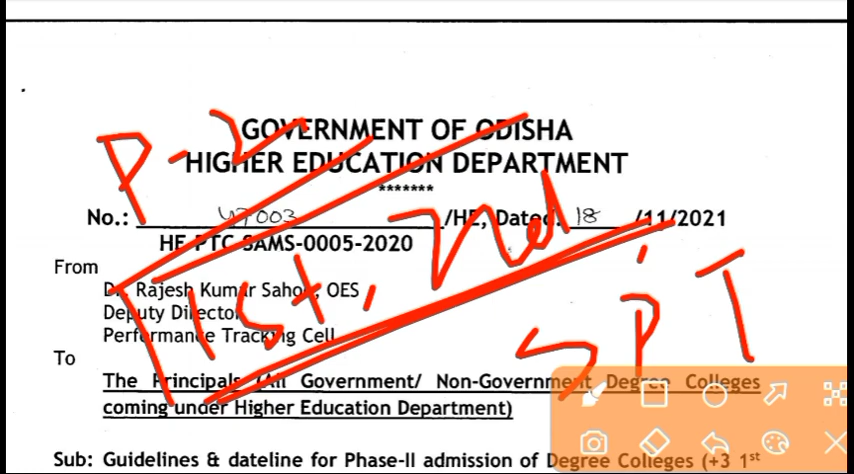 GOVERNMENT OF ODISHA
HIGHER EDUCATION DEPARTMENT
*******
No.: 47003 /HE, Dated: 18 /11/2021
HE-PTC-SAMS-0005-2020
From
Dr. Rajesh Kumar Sahoo, OES
Deputy Director
Performance Tracking Cell
To
The Principals (All Government/ Non-Government Degree Colleges
coming under Higher Education Department)
Sub: Guidelines & dateline for Phase-II admission of Degree Colleges (+3 1st
P-2
1st, 2nd
SPT